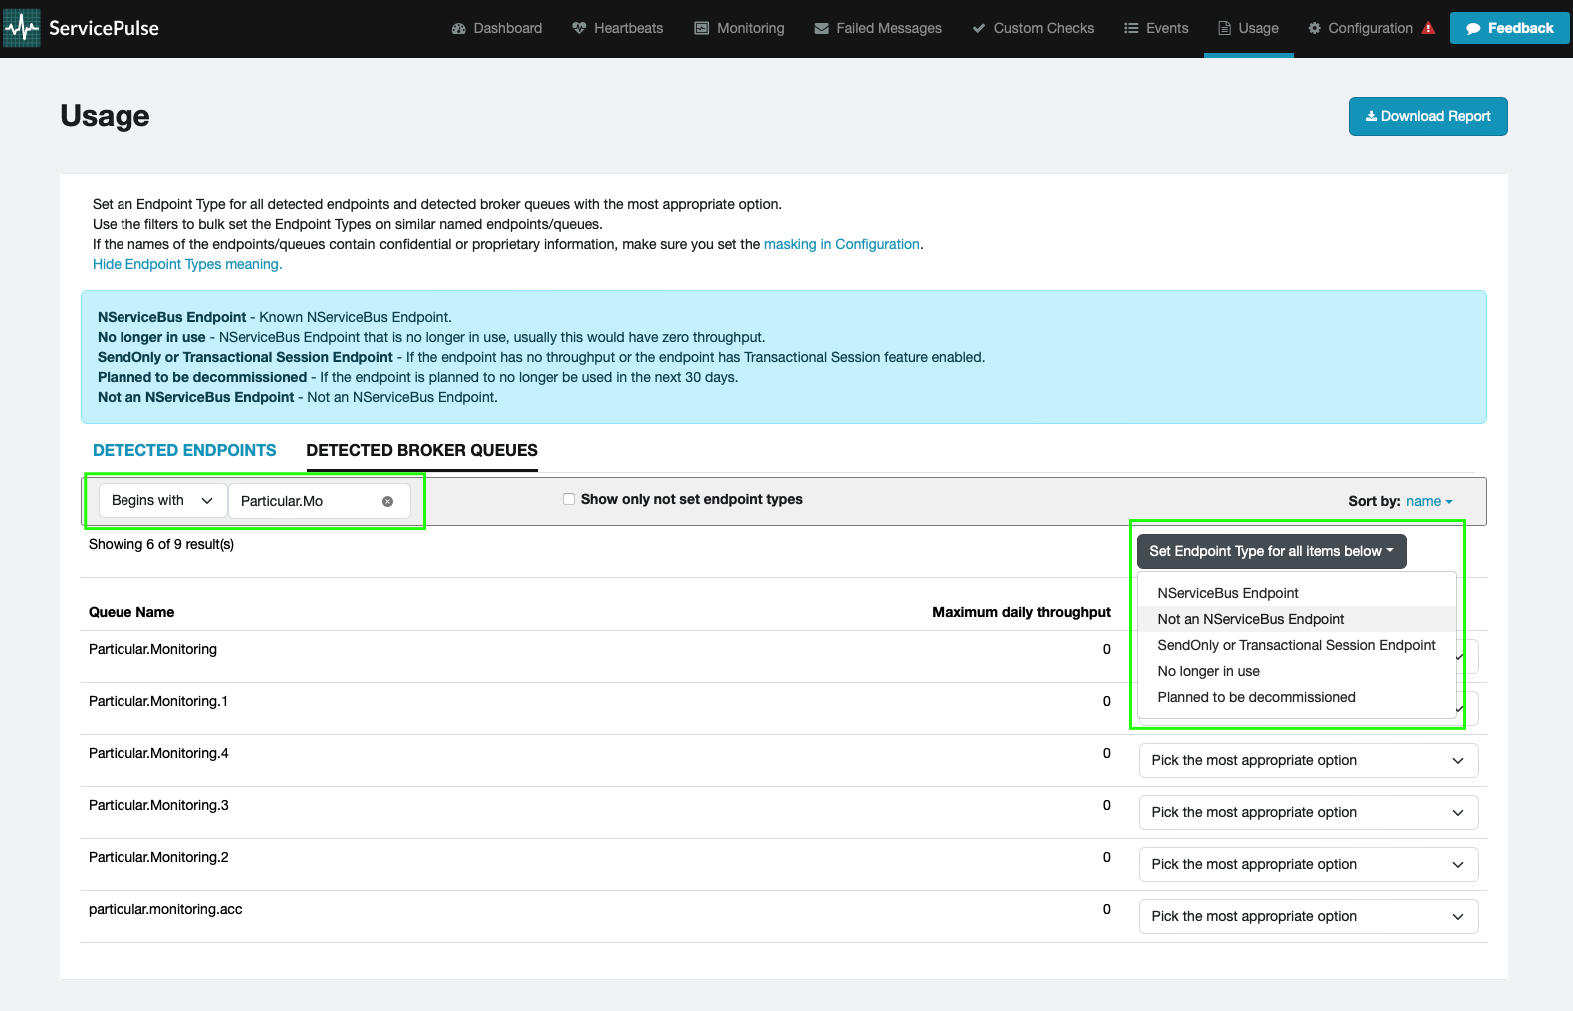 ServicePulse
Dashboard
Heartbeats
Monitoring
Failed Messages
Custom Checks
Events
Usage
Configuration
Feedback
Usage
Download Report
Set an Endpoint Type for all detected endpoints and detected broker queues with the most appropriate option.
Use the filters to bulk set the Endpoint Types on similar named endpoints/queues.
If the names of the endpoints/queues contain confidential or proprietary information, make sure you set the masking in Configuration.
Hide Endpoint Types meaning.
NServiceBus Endpoint - Known NServiceBus Endpoint.
No longer in use - NServiceBus Endpoint that is no longer in use, usually this would have zero throughput.
SendOnly or Transactional Session Endpoint - If the endpoint has no throughput or the endpoint has Transactional Session feature enabled.
Planned to be decommissioned - If the endpoint is planned to no longer be used in the next 30 days.
Not an NServiceBus Endpoint - Not an NServiceBus Endpoint.
DETECTED ENDPOINTS
DETECTED BROKER QUEUES
Begins with
Particular.Mo
Show only not set endpoint types
Sort by: name
Showing 6 of 9 result(s)
Set Endpoint Type for all items below
NServiceBus Endpoint
Not an NServiceBus Endpoint
SendOnly or Transactional Session Endpoint
No longer in use
Planned to be decommissioned
Queue Name
Maximum daily throughput
Particular.Monitoring
0
Particular.Monitoring.1
0
Particular.Monitoring.4
0
Pick the most appropriate option
Particular.Monitoring.3
0
Pick the most appropriate option
Particular.Monitoring.2
0
Pick the most appropriate option
particular.monitoring.acc
0
Pick the most appropriate option